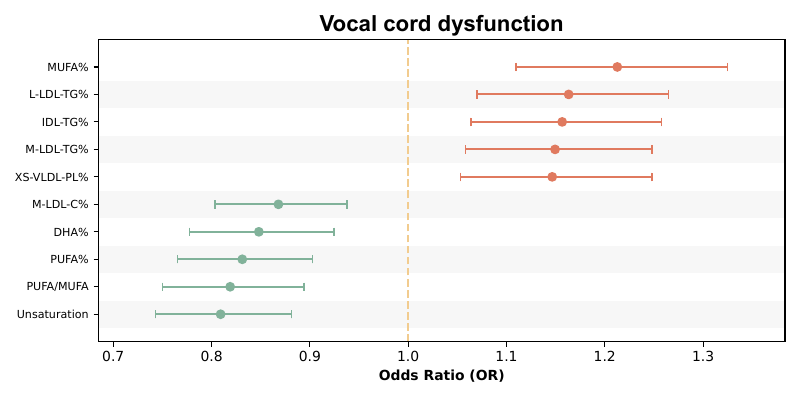 Vocal cord dysfunction
MUFA%
L-LDL-TG%
IDL-TG%
M-LDL-TG%
XS-VLDL-PL%
M-LDL-C%
DHA%
PUFA%
PUFA/MUFA
Unsaturation
0.7 0.8 0.9 1.0 1.1 1.2 1.3
Odds Ratio (OR)